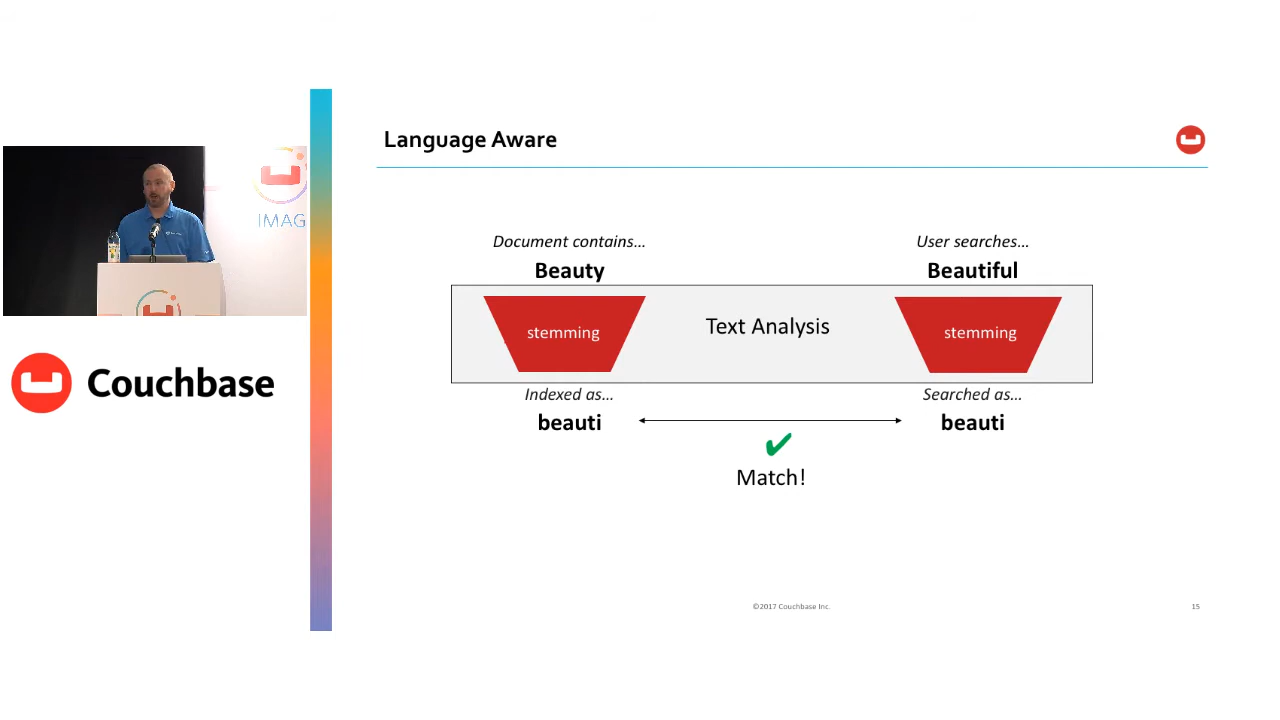 IMAG
Couchbase
Language Aware
Document contains...
Beauty
User searches...
Beautiful
stemming
Text Analysis
stemming
Indexed as...
beauti
Searched as...
beauti
✔
Match!
©2017 Couchbase Inc.
15